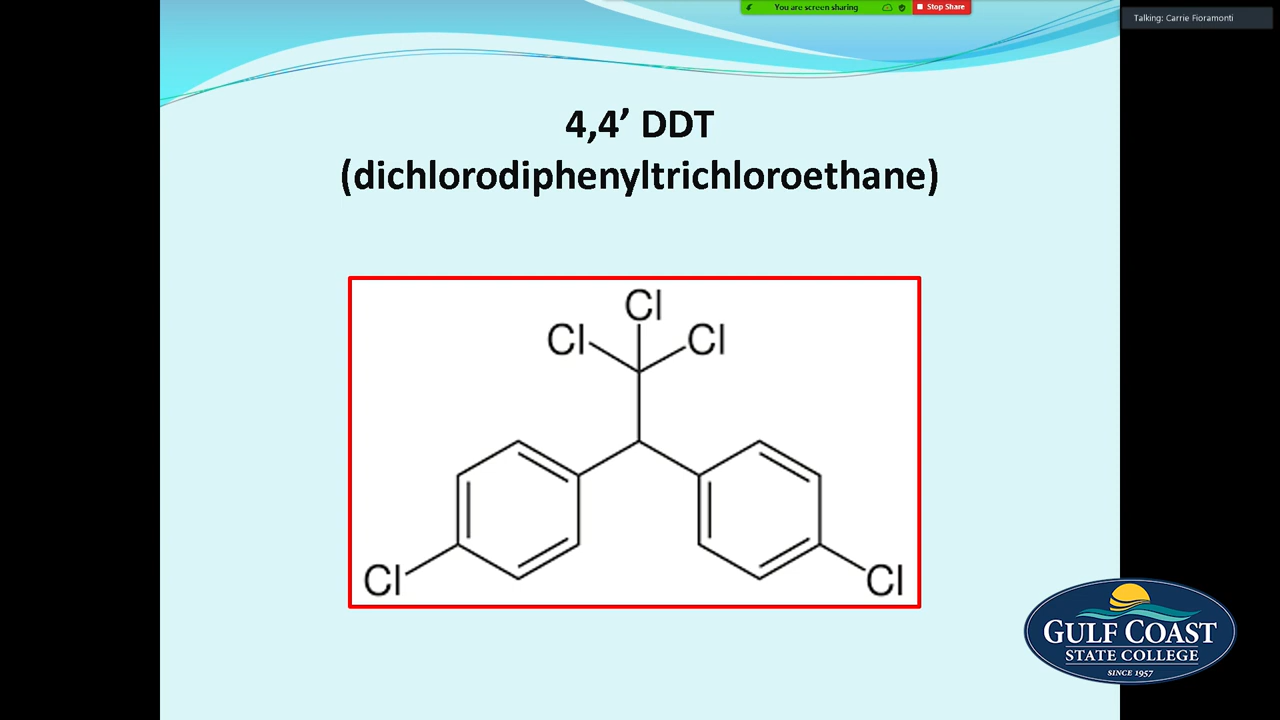 You are screen sharing
Stop Share
Talking: Carrie Fioramonti
4,4’ DDT
(dichlorodiphenyltrichloroethane)
Cl
Cl
Cl
Cl
Cl
GULF COAST
STATE COLLEGE
SINCE 1957